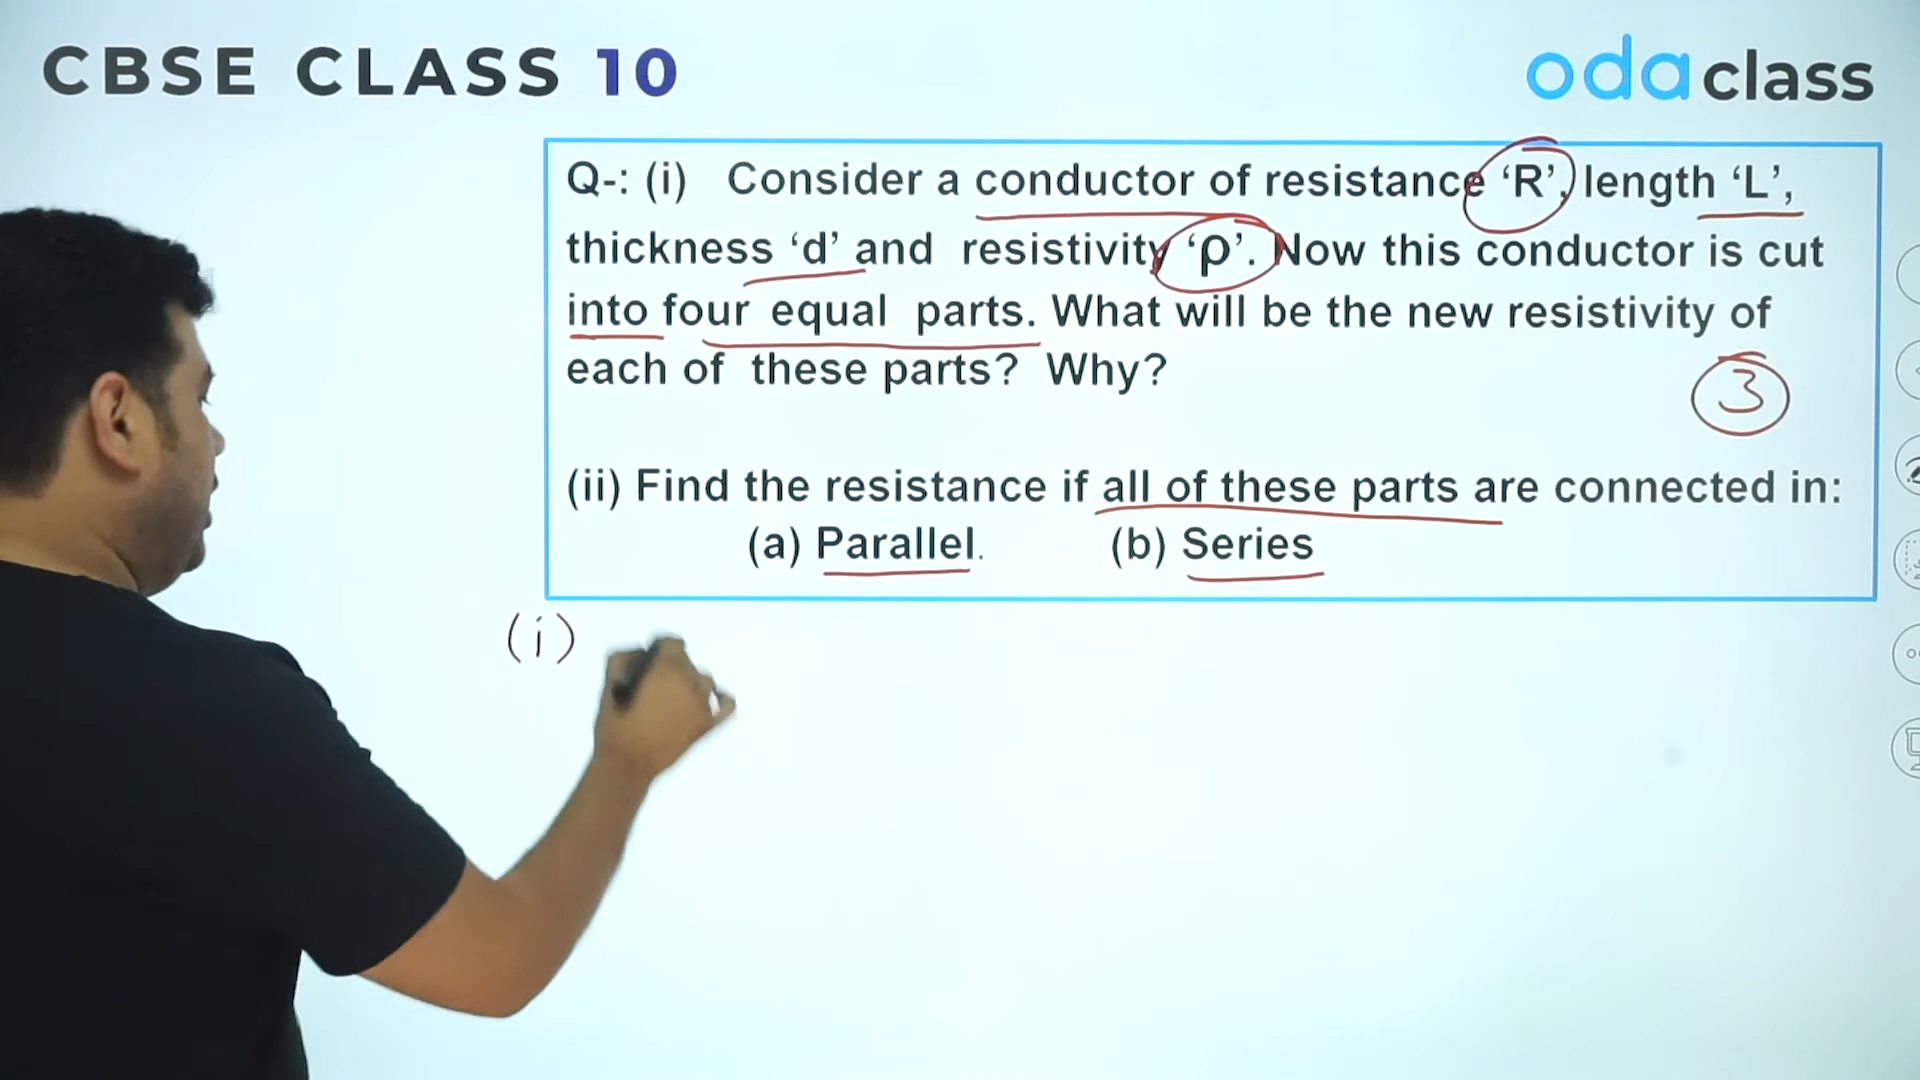 CBSE CLASS 10
oda class
Q-: (i) Consider a conductor of resistance ‘R’, length ‘L’,
thickness ‘d’ and resistivity ‘ρ’. Now this conductor is cut
into four equal parts. What will be the new resistivity of
each of these parts? Why?
3
(ii) Find the resistance if all of these parts are connected in:
(a) Parallel. (b) Series
(i)